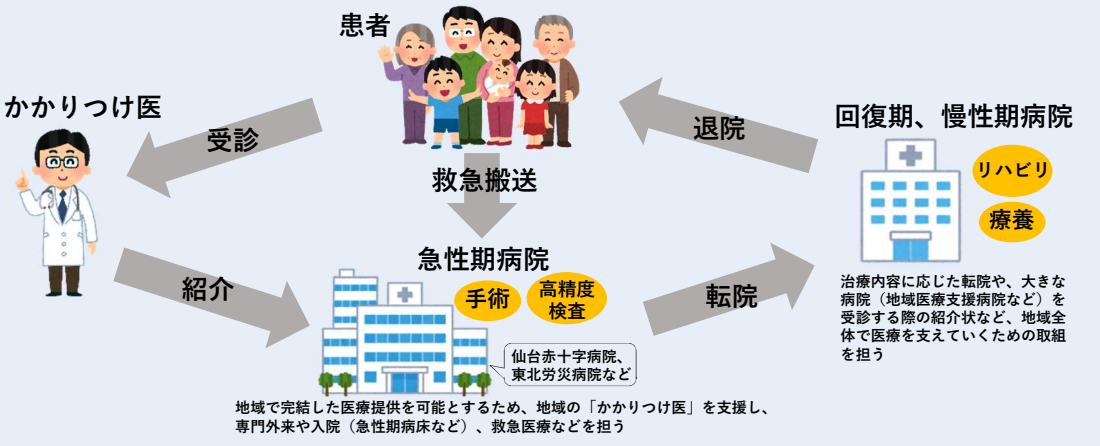 患者
かかりつけ医
受診
退院
回復期、慢性期病院
リハビリ
療養
救急搬送
急性期病院
紹介
手術
高精度
検査
転院
仙台赤十字病院、
東北労災病院など
治療内容に応じた転院や、大きな
病院（地域医療支援病院など）を
受診する際の紹介状など、地域全
体で医療を支えていくための取組
を担う
地域で完結した医療提供を可能とするため、地域の「かかりつけ医」を支援し、
専門外来や入院（急性期病床など）、救急医療などを担う